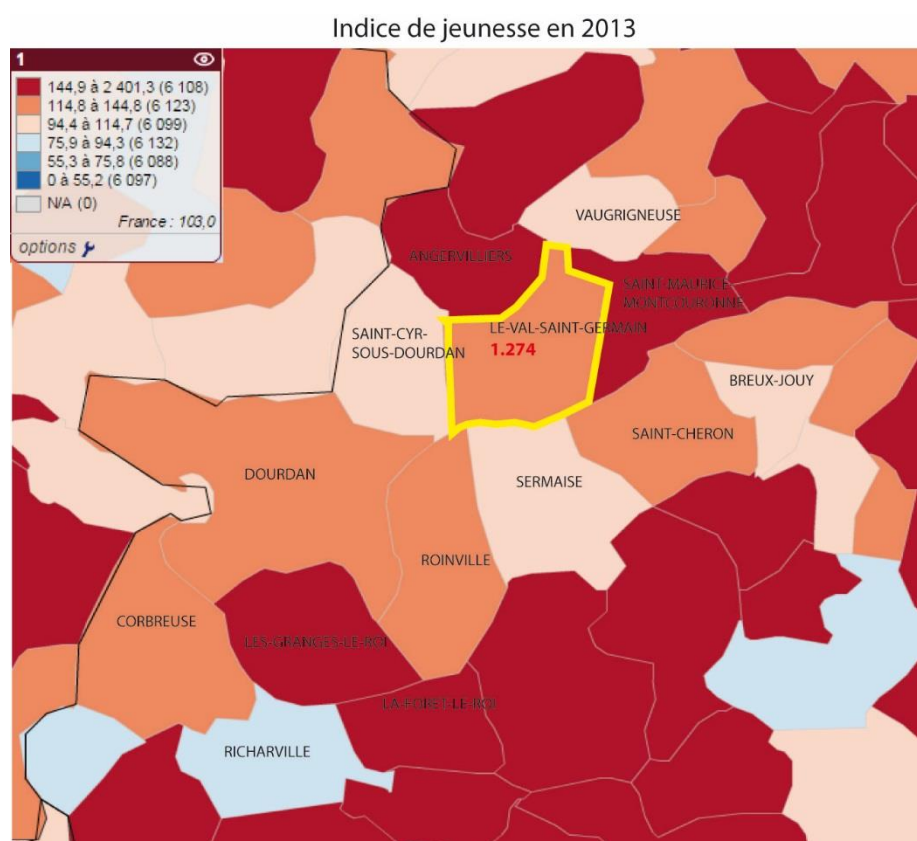 Indice de jeunesse en 2013
1
144,9 à 2 401,3 (6 108)
114,8 à 144,8 (6 123)
94,4 à 114,7 (6 099)
75,9 à 94,3 (6 132)
55,3 à 75,8 (6 088)
0 à 55,2 (6 097)
N/A (0)
France : 103,0
options
VAUGRIGNEUSE
ANGERVILLIERS
SAINT-MAURICE-
MONTCOURONNE
SAINT-CYR-
SOUS-DOURDAN
LE-VAL-SAINT-GERMAIN
1.274
BREUX-JOUY
SAINT-CHERON
DOURDAN
SERMAISE
ROINVILLE
CORBREUSE
LES-GRANGES-LE-ROI
LA-FORET-LE-ROI
RICHARVILLE